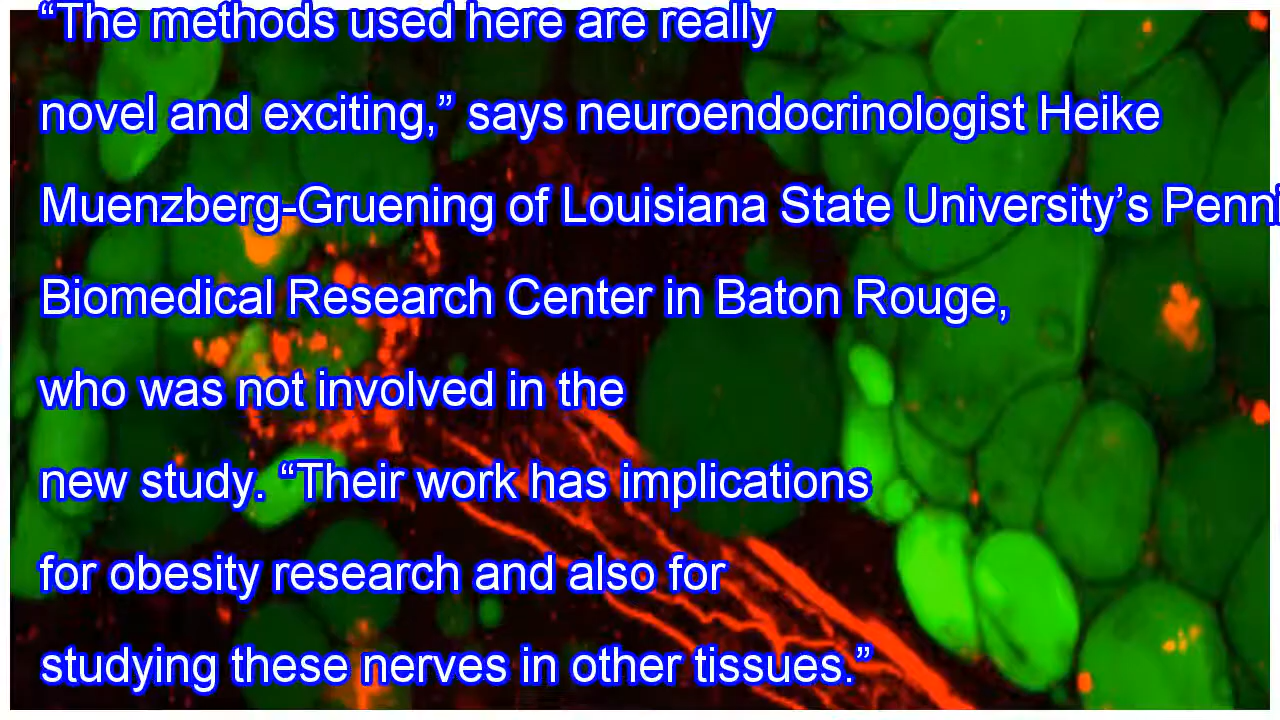 “The methods used here are really
novel and exciting,” says neuroendocrinologist Heike
Muenzberg-Gruening of Louisiana State University’s
Biomedical Research Center in Baton Rouge,
who was not involved in the
new study. “Their work has implications
for obesity research and also for
studying these nerves in other tissues.”